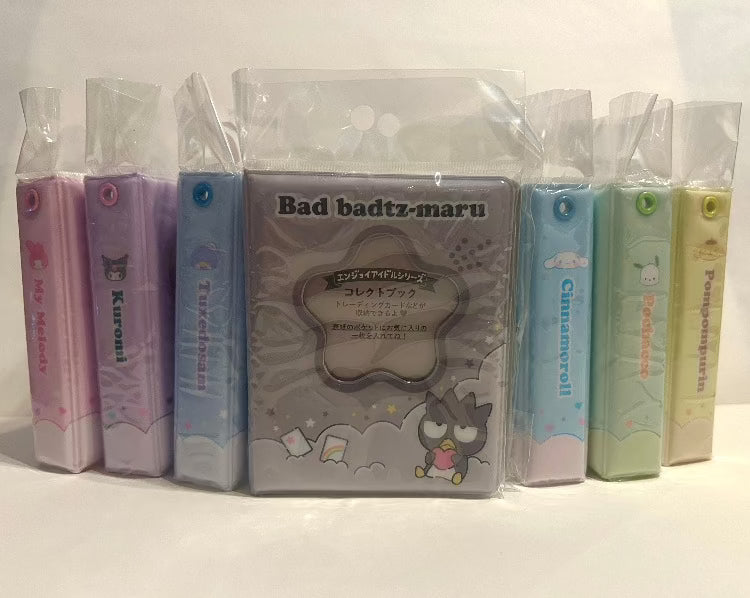 My Melody
Kuromi
Tuxedosam
Bad badtz-maru
エンジョイアイドルシリーズ
コレクトブック
トレーディングカードなどが
収納できるよ
表紙のポケットにはお気に入りの
一枚を入れてね!
Cinnamoroll
Pochacco
Pompompurin